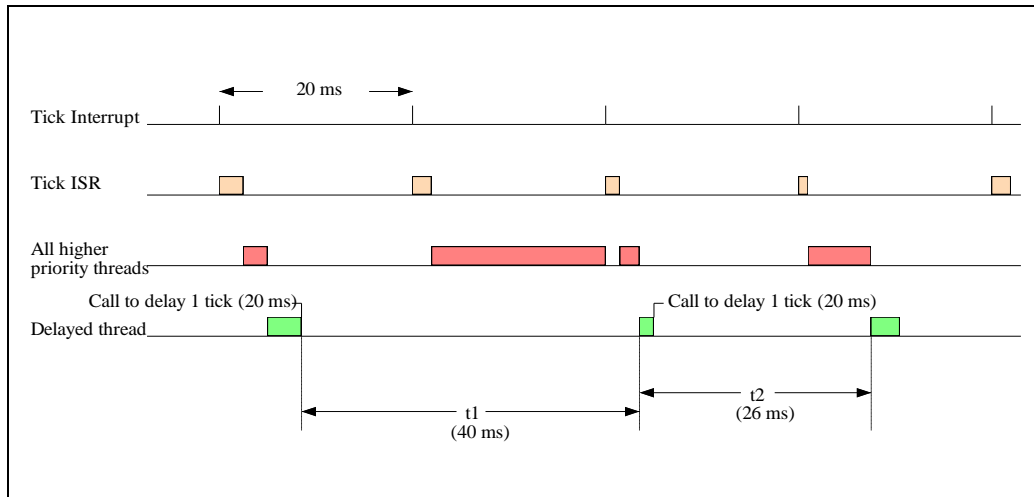 20 ms
Tick Interrupt
Tick ISR
All higher
priority threads
Call to delay 1 tick (20 ms)
Call to delay 1 tick (20 ms)
Delayed thread
t2
(26 ms)
t1
(40 ms)